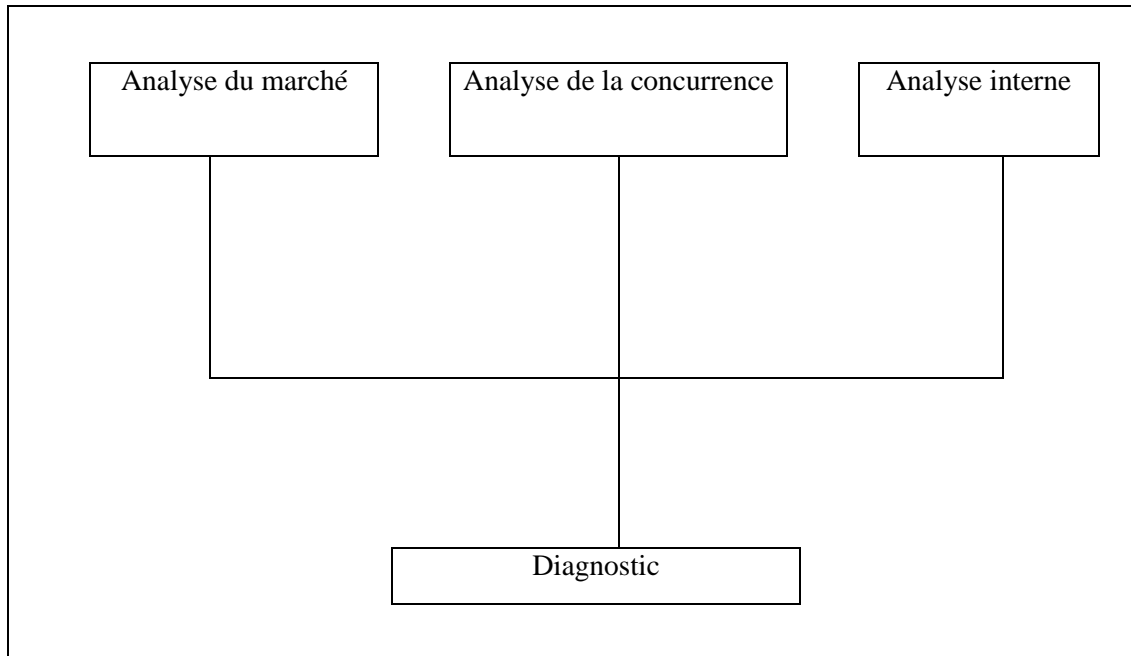 Analyse du marché
Analyse de la concurrence
Analyse interne
Diagnostic